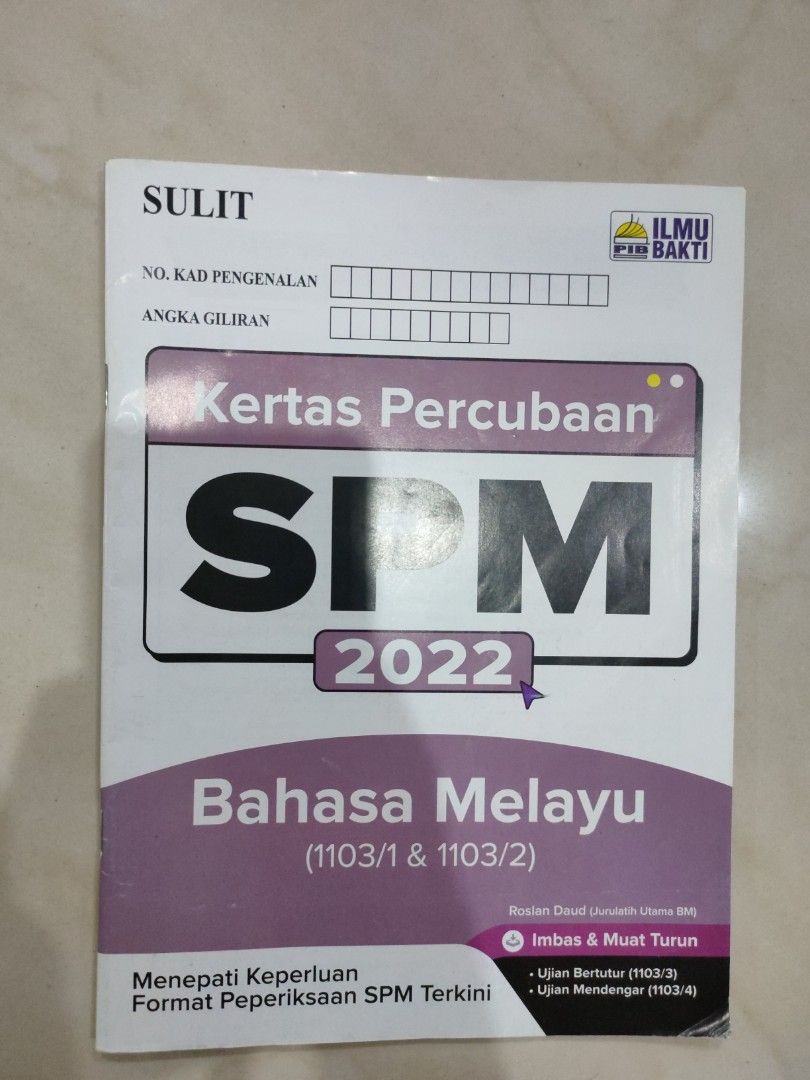 SULIT
PIB
ILMU
BAKTI
NO. KAD PENGENALAN
ANGKA GILIRAN
Kertas Percubaan
SPM
2022
Bahasa Melayu
(1103/1 & 1103/2)
Roslan Daud (Jurulatih Utama BM)
Imbas & Muat Turun
• Ujian Bertutur (1103/3)
• Ujian Mendengar (1103/4)
Menepati Keperluan
Format Peperiksaan SPM Terkini